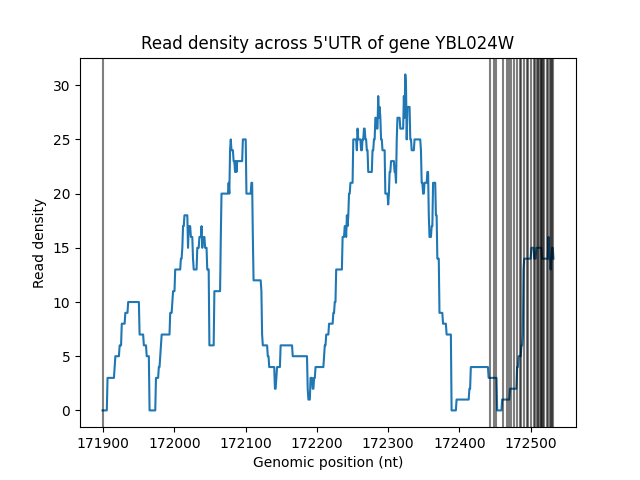 Read density across 5'UTR of gene YBL024W
Read density
30
25
20
15
10
5
0
171900 172000 172100 172200 172300 172400 172500
Genomic position (nt)